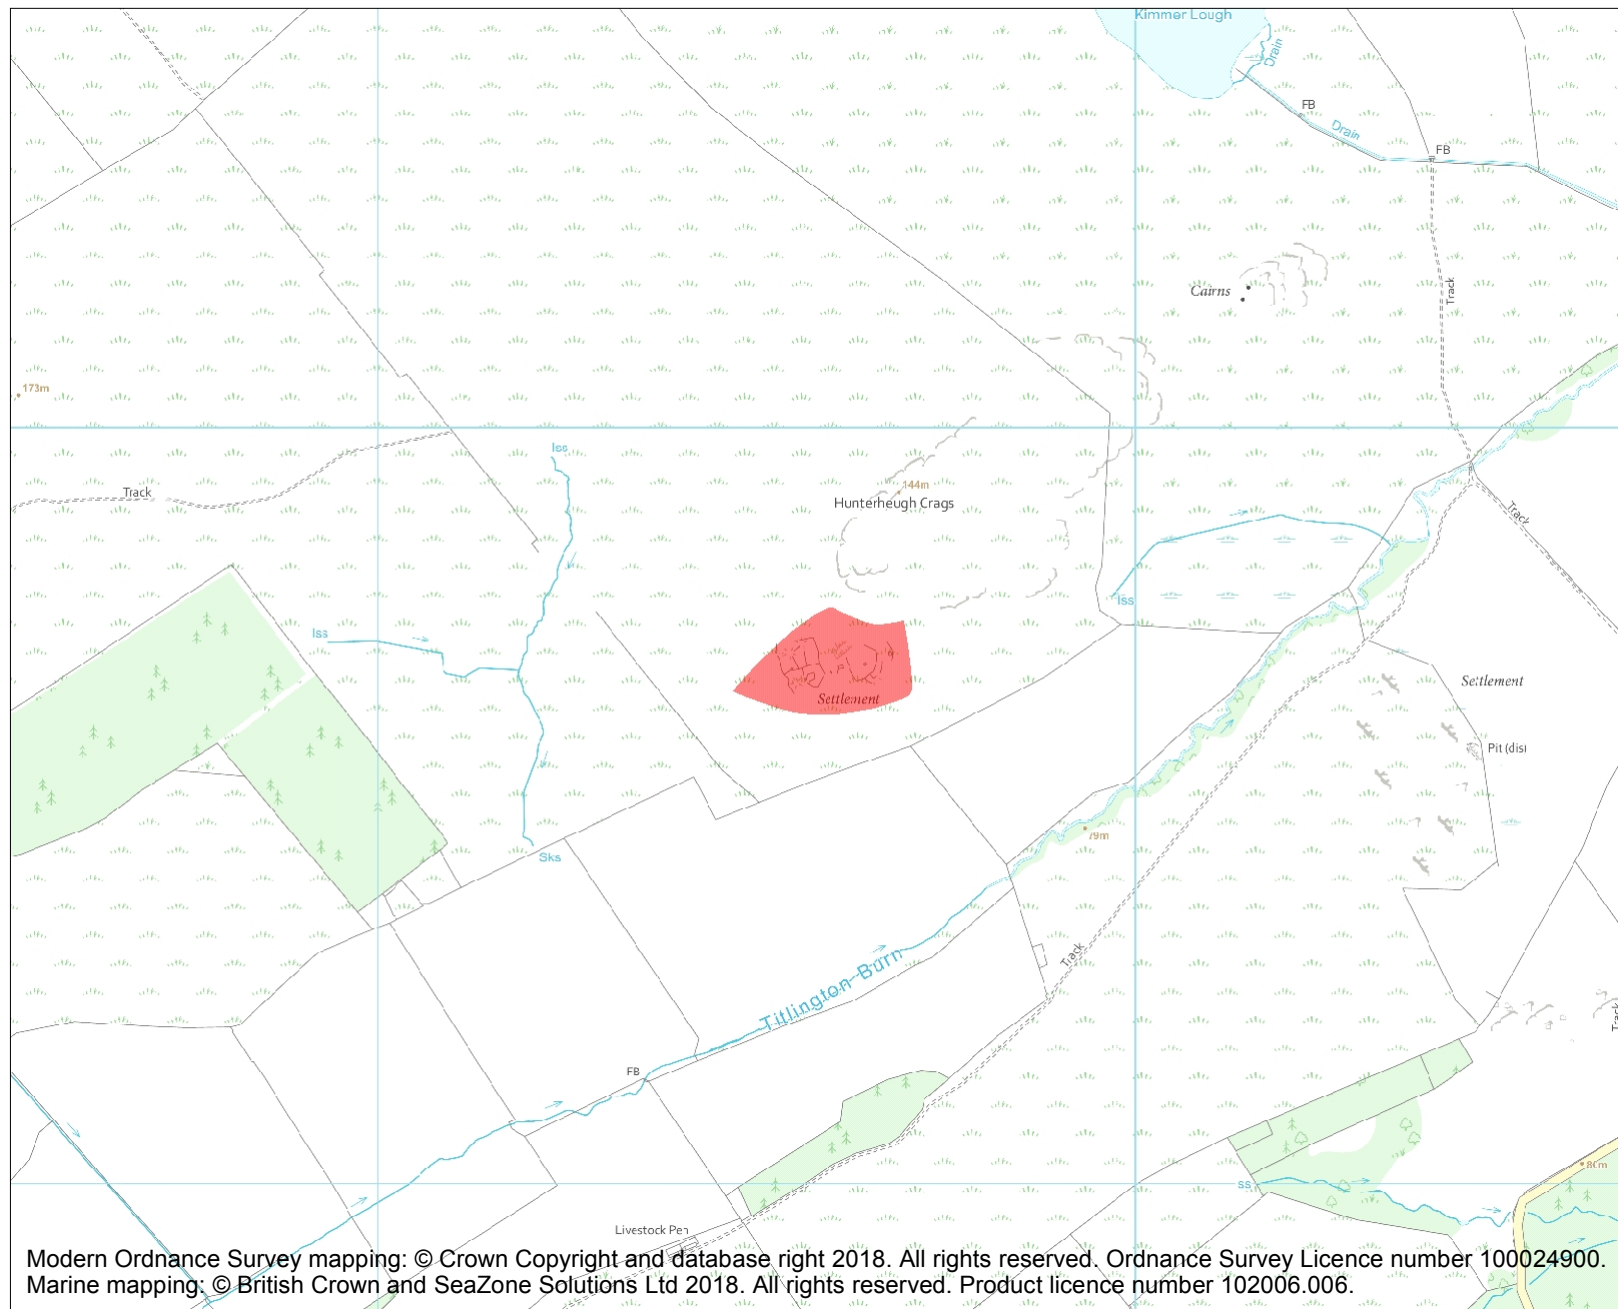 Kimmer Lough
Drain
FB
Drain
FB
Cairns
Track
173m
Iss
144m
Track
Hunterheugh Crags
Track
Iss
Iss
Settlement
Settlement
79m
Sks
Track
Titlington Burn
Track
FB
80m
Livestock Pen
Modern Ordnance Survey mapping: © Crown Copyright and database right 2018. All rights reserved. Ordnance Survey Licence number 100024900.
Marine mapping: © British Crown and SeaZone Solutions Ltd 2018. All rights reserved. Product licence number 102006.006.